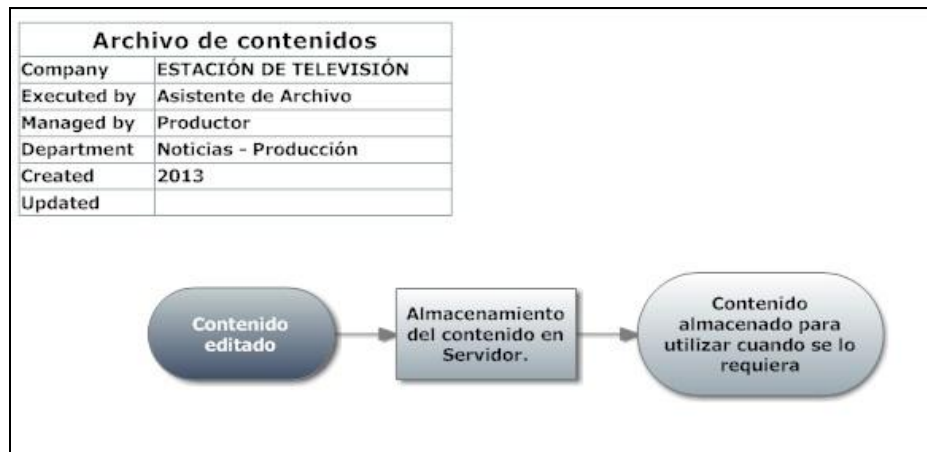 Archivo de contenidos
Company ESTACIÓN DE TELEVISIÓN
Executed by Asistente de Archivo
Managed by Productor
Department Noticias - Producción
Created 2013
Updated
Contenido
editado
Almacenamiento
del contenido en
Servidor.
Contenido
almacenado para
utilizar cuando se lo
requiera